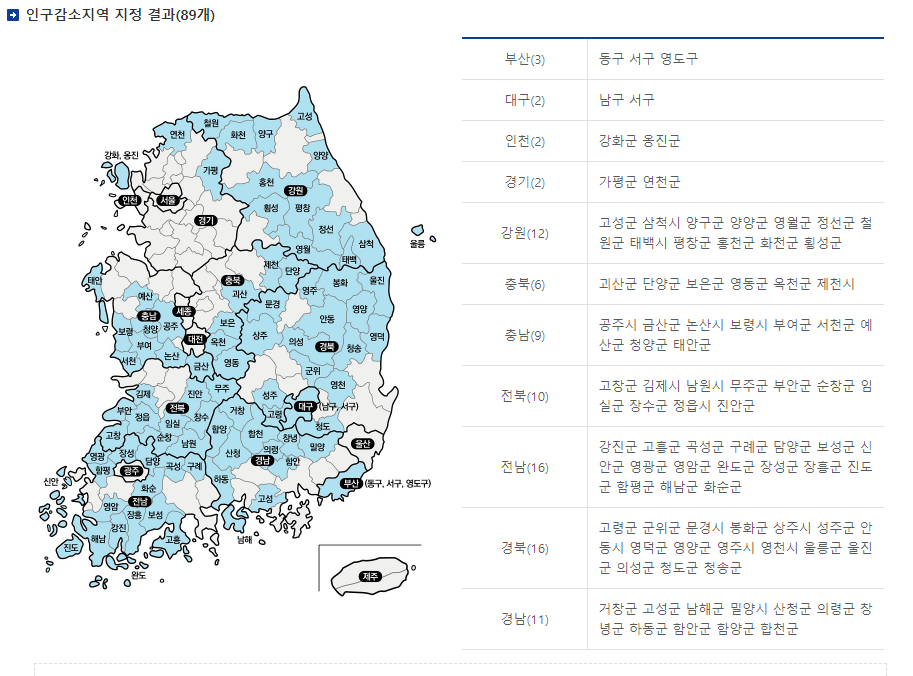 인구감소지역 지정 결과(89개)
고성
철원
연천
화천
양구
강화, 옹진
양양
가평
홍천
강원
인천
서울
횡성
평창
경기
정선
삼척
울릉
영월
태백
제천
단양
태안
충북
봉화
울진
영주
예산
괴산
문경
영양
충남
세종
보은
안동
보령
청양
공주
상주
영덕
대전
옥천
의성
경북
청송
부여
논산
서천
금산
영동
군위
무주
영천
김제
진안
성주
부안
전북
장수
거창
고령
대구
(남구, 서구)
정읍
임실
청도
고창
순창
함양
합천
창녕
남원
의령
밀양
울산
영광
장성
담양
산청
경남
함안
함평
광주
곡성
구례
신안
화순
하동
부산
(동구, 서구, 영도구)
영암
전남
고성
장흥
보성
강진
해남
고흥
남해
진도
완도
제주
부산(3) 동구 서구 영도구
대구(2) 남구 서구
인천(2) 강화군 옹진군
경기(2) 가평군 연천군
강원(12) 고성군 삼척시 양구군 양양군 영월군 정선군 철
원군 태백시 평창군 홍천군 화천군 횡성군
충북(6) 괴산군 단양군 보은군 영동군 옥천군 제천시
충남(9) 공주시 금산군 논산시 보령시 부여군 서천군 예
산군 청양군 태안군
전북(10) 고창군 김제시 남원시 무주군 부안군 순창군 임
실군 장수군 정읍시 진안군
전남(16) 강진군 고흥군 곡성군 구례군 담양군 보성군 신
안군 영광군 영암군 완도군 장성군 장흥군 진도
군 함평군 해남군 화순군
경북(16) 고령군 군위군 문경시 봉화군 상주시 성주군 안
동시 영덕군 영양군 영주시 영천시 울릉군 울진
군 의성군 청도군 청송군
경남(11) 거창군 고성군 남해군 밀양시 산청군 의령군 창
녕군 하동군 함안군 함양군 합천군